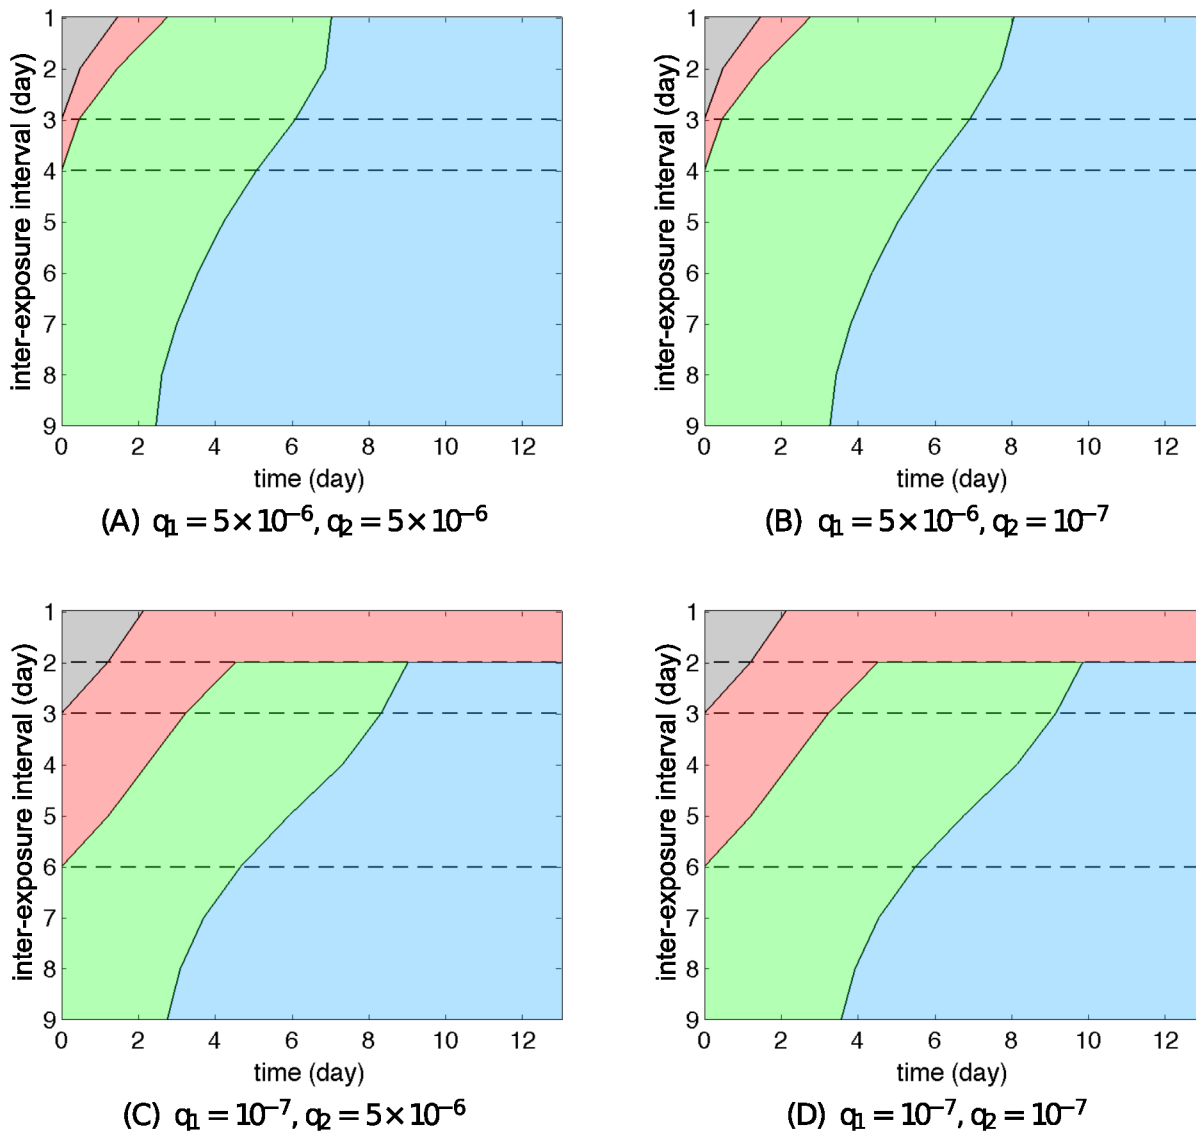 1
2
3
4
5
6
7
8
9
inter-exposure interval (day)
0 2 4 6 8 10 12
time (day)
(A) q₁ = 5×10⁻⁶, q₂ = 5×10⁻⁶
1
2
3
4
5
6
7
8
9
inter-exposure interval (day)
0 2 4 6 8 10 12
time (day)
(B) q₁ = 5×10⁻⁶, q₂ = 10⁻⁷
1
2
3
4
5
6
7
8
9
inter-exposure interval (day)
0 2 4 6 8 10 12
time (day)
(C) q₁ = 10⁻⁷, q₂ = 5×10⁻⁶
1
2
3
4
5
6
7
8
9
inter-exposure interval (day)
0 2 4 6 8 10 12
time (day)
(D) q₁ = 10⁻⁷, q₂ = 10⁻⁷